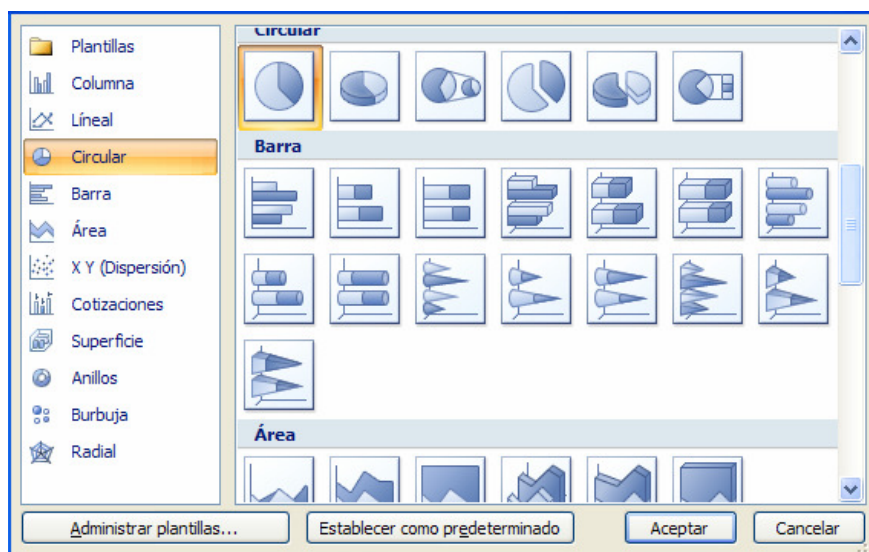 Plantillas
Columna
Líneal
Circular
Barra
Área
X Y (Dispersión)
Cotizaciones
Superficie
Anillos
Burbuja
Radial
Circular
Barra
Área
Administrar plantillas...
Establecer como predeterminado
Aceptar
Cancelar